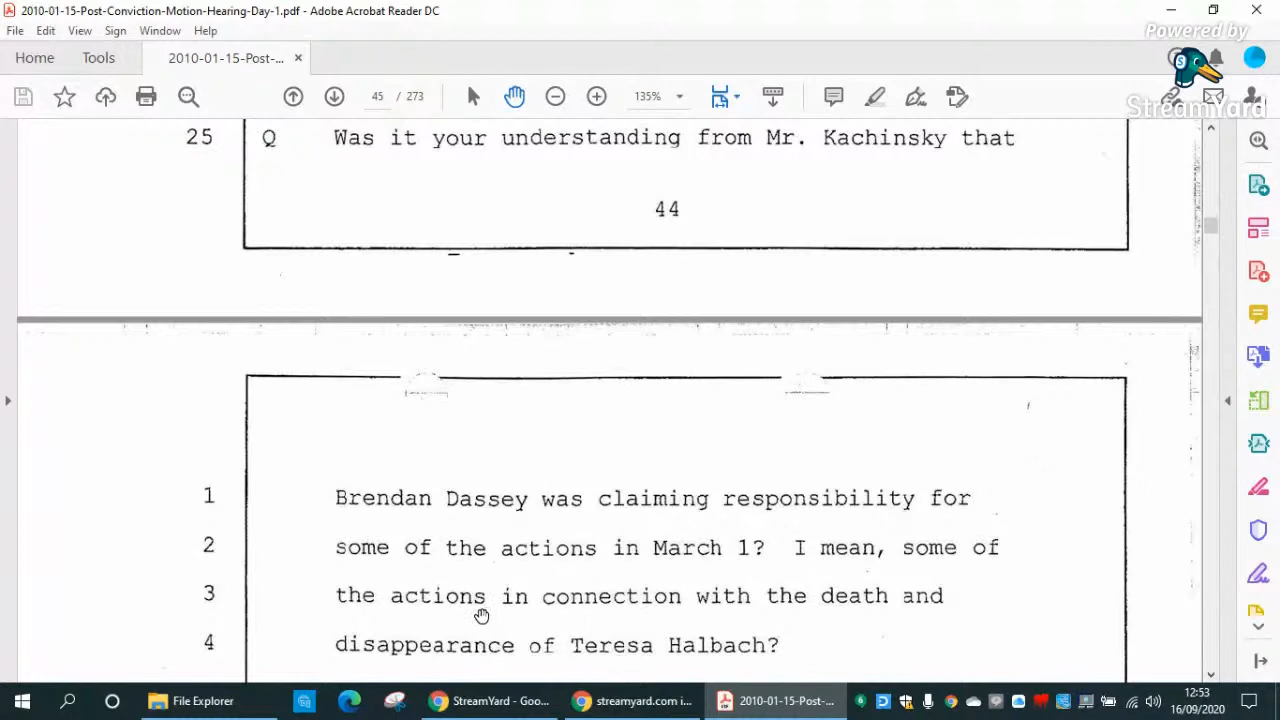 2010-01-15-Post-Conviction-Motion-Hearing-Day-1.pdf - Adobe Acrobat Reader DC
File Edit View Sign Window Help
Powered by
Home Tools 2010-01-15-Post-...
StreamYard
45 / 273 135%
25 Q Was it your understanding from Mr. Kachinsky that
44
1 Brendan Dassey was claiming responsibility for
2 some of the actions in March 1? I mean, some of
3 the actions in connection with the death and
4 disappearance of Teresa Halbach?
File Explorer StreamYard - Goo... streamyard.com i... 2010-01-15-Post-... 12:53
16/09/2020